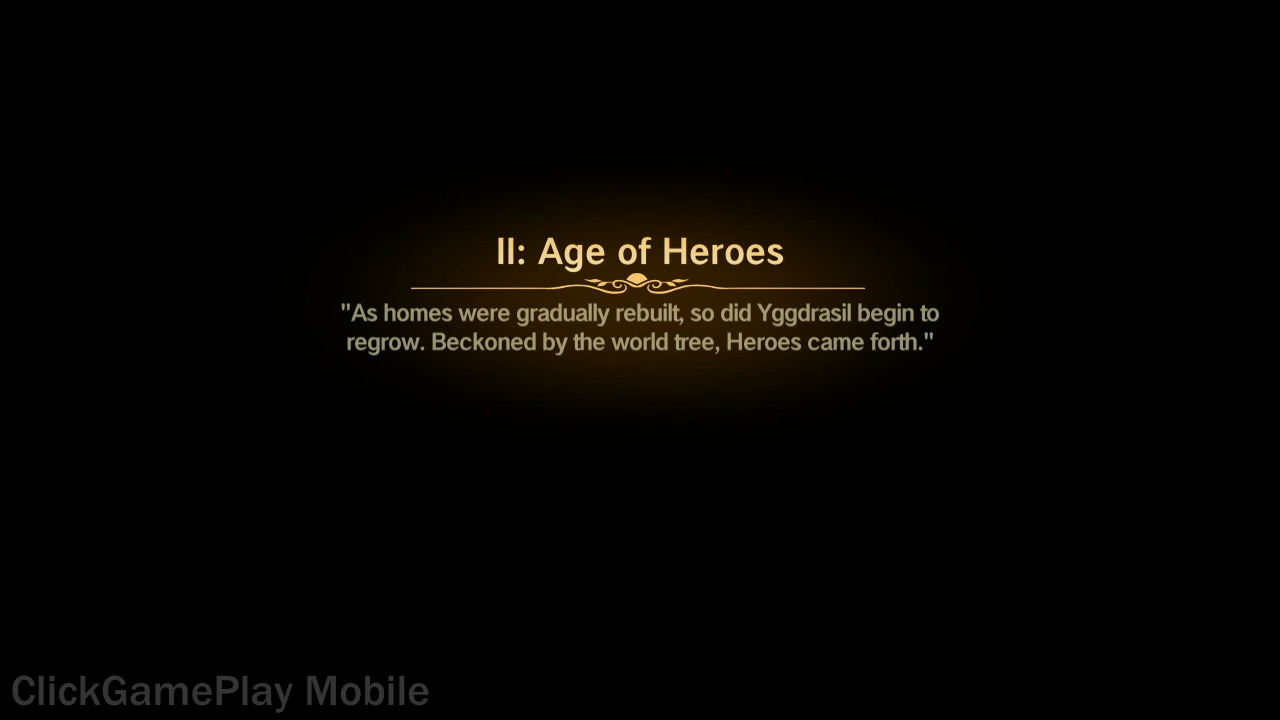 II: Age of Heroes
"As homes were gradually rebuilt, so did Yggdrasil begin to
regrow. Beckoned by the world tree, Heroes came forth."
ClickGamePlay Mobile